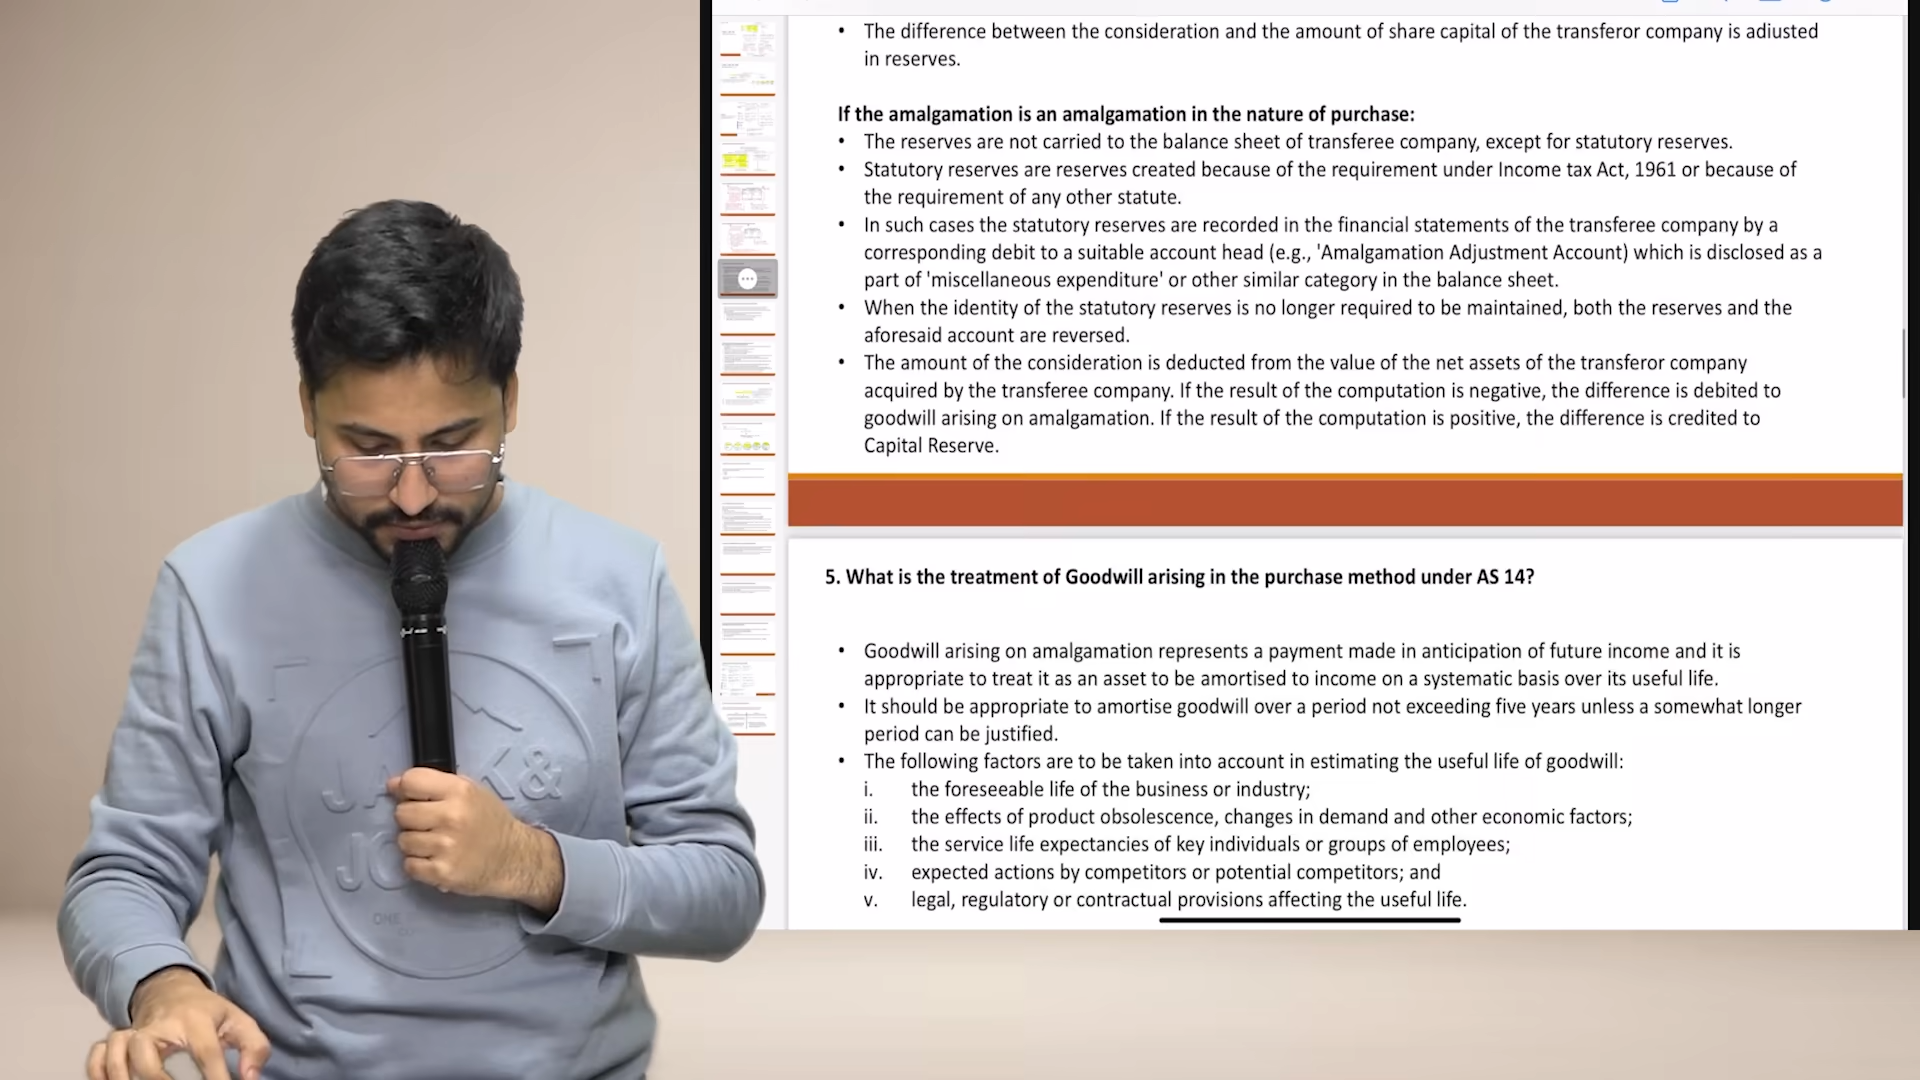 • The difference between the consideration and the amount of share capital of the transferor company is adiusted
in reserves.
If the amalgamation is an amalgamation in the nature of purchase:
• The reserves are not carried to the balance sheet of transferee company, except for statutory reserves.
• Statutory reserves are reserves created because of the requirement under Income tax Act, 1961 or because of
the requirement of any other statute.
• In such cases the statutory reserves are recorded in the financial statements of the transferee company by a
corresponding debit to a suitable account head (e.g., 'Amalgamation Adjustment Account) which is disclosed as a
part of 'miscellaneous expenditure' or other similar category in the balance sheet.
• When the identity of the statutory reserves is no longer required to be maintained, both the reserves and the
aforesaid account are reversed.
• The amount of the consideration is deducted from the value of the net assets of the transferor company
acquired by the transferee company. If the result of the computation is negative, the difference is debited to
goodwill arising on amalgamation. If the result of the computation is positive, the difference is credited to
Capital Reserve.
5. What is the treatment of Goodwill arising in the purchase method under AS 14?
• Goodwill arising on amalgamation represents a payment made in anticipation of future income and it is
appropriate to treat it as an asset to be amortised to income on a systematic basis over its useful life.
• It should be appropriate to amortise goodwill over a period not exceeding five years unless a somewhat longer
period can be justified.
• The following factors are to be taken into account in estimating the useful life of goodwill:
i. the foreseeable life of the business or industry;
ii. the effects of product obsolescence, changes in demand and other economic factors;
iii. the service life expectancies of key individuals or groups of employees;
iv. expected actions by competitors or potential competitors; and
v. legal, regulatory or contractual provisions affecting the useful life.